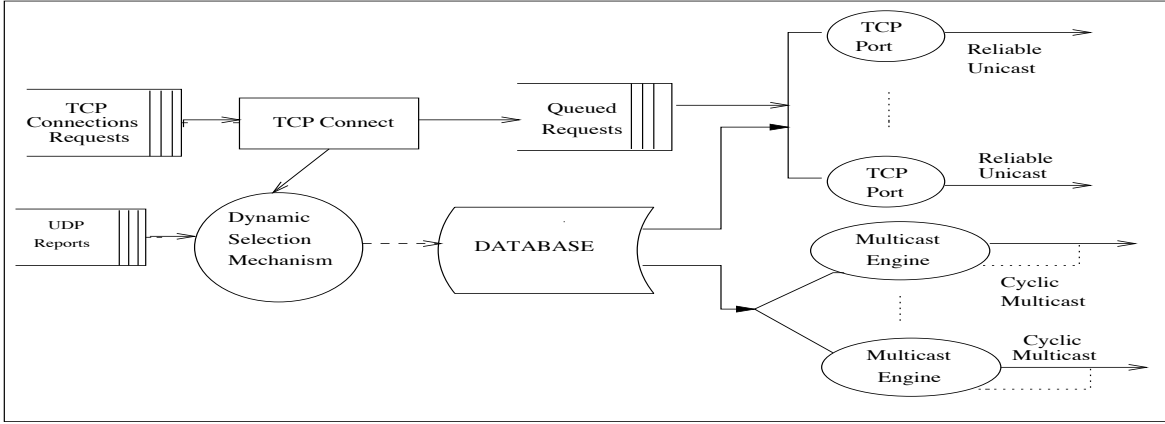 TCP
Connections
Requests
TCP Connect
Queued
Requests
TCP
Port
Reliable
Unicast
TCP
Port
Reliable
Unicast
UDP
Reports
Dynamic
Selection
Mechanism
DATABASE
Multicast
Engine
Cyclic
Multicast
Multicast
Engine
Cyclic
Multicast